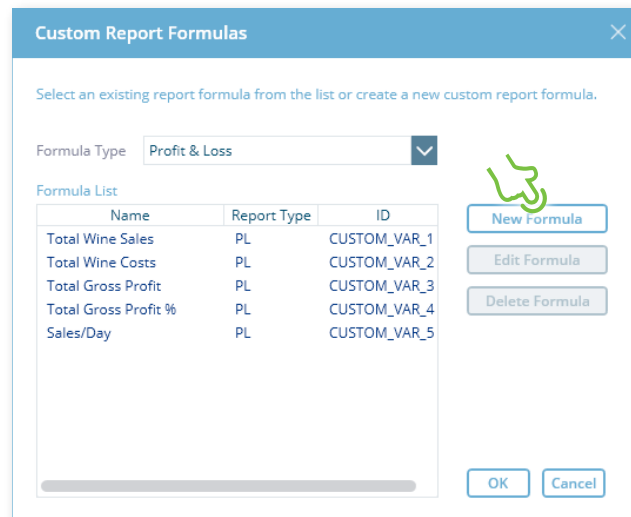 Custom Report Formulas
Select an existing report formula from the list or create a new custom report formula.
Formula Type Profit & Loss
Formula List
Name Report Type ID
Total Wine Sales PL CUSTOM_VAR_1
Total Wine Costs PL CUSTOM_VAR_2
Total Gross Profit PL CUSTOM_VAR_3
Total Gross Profit % PL CUSTOM_VAR_4
Sales/Day PL CUSTOM_VAR_5
New Formula
Edit Formula
Delete Formula
OK Cancel